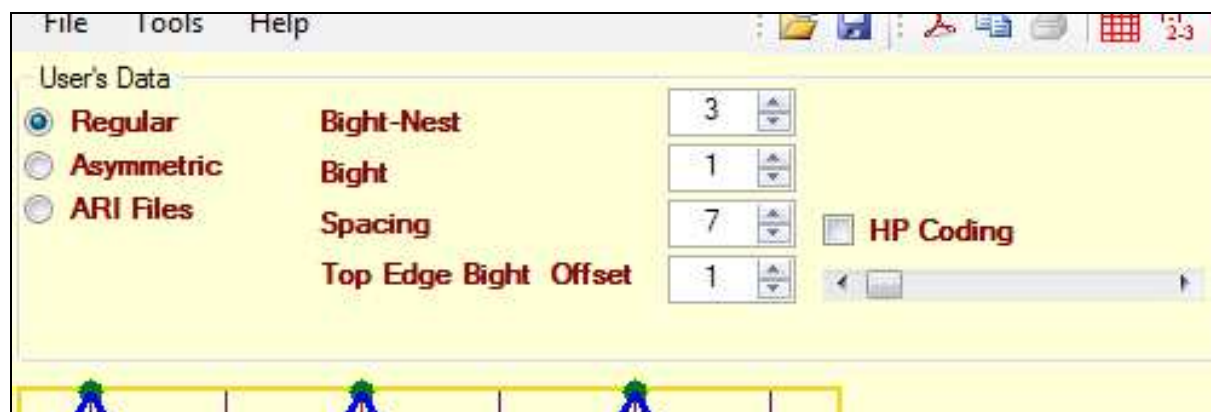 File Tools Help
User's Data
Regular Bight-Nest 3
Asymmetric Bight 1
ARI Files
Spacing 7 HP Coding
Top Edge Bight Offset 1